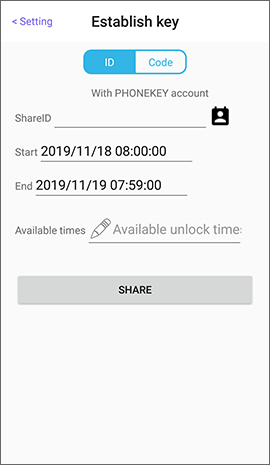 < Setting Establish key
ID Code
With PHONEKEY account
ShareID
Start 2019/11/18 08:00:00
End 2019/11/19 07:59:00
Available times Available unlock time
SHARE